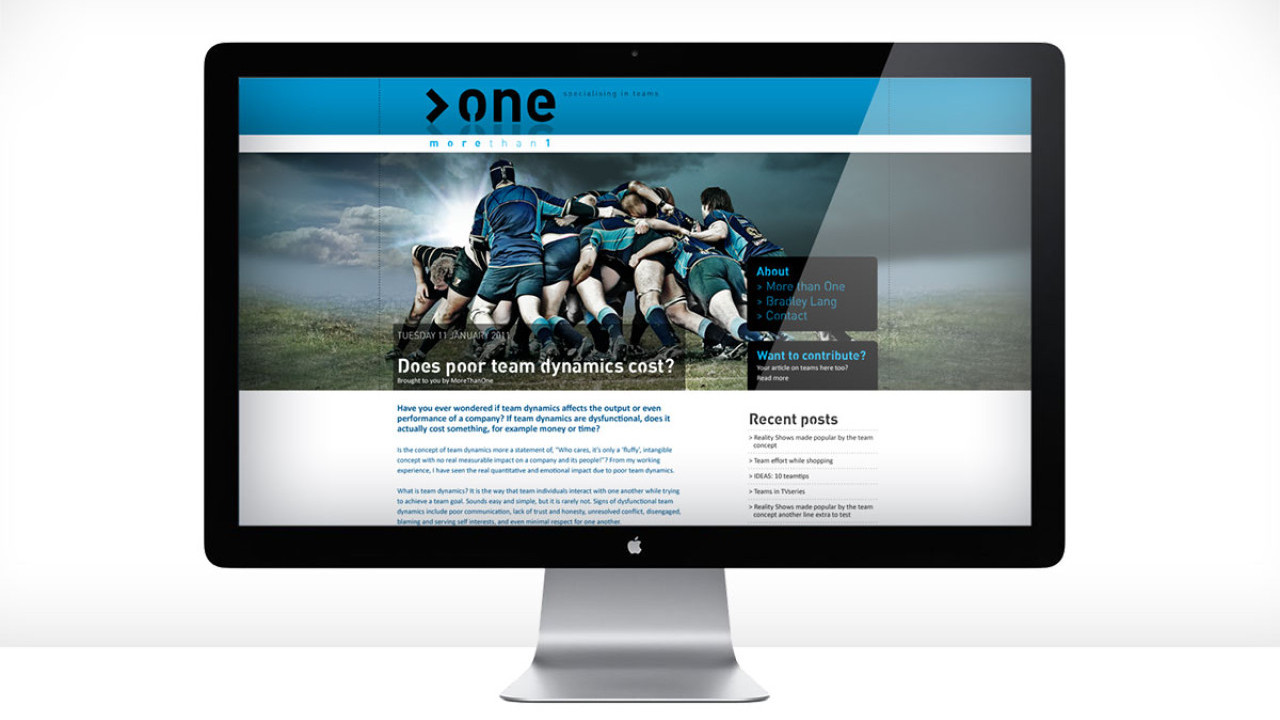 >one
specialising in teams
morethan1
About
> More than One
> Bradley Lang
> Contact
TUESDAY 11 JANUARY 2011
Does poor team dynamics cost?
Brought to you by MoreThanOne
Want to contribute?
Your article on teams here too?
Read more
Have you ever wondered if team dynamics affects the output or even
performance of a company? If team dynamics are dysfunctional, does it
actually cost something, for example money or time?
Is the concept of team dynamics more a statement of, "Who cares, it's only a 'fluffy', intangible
concept with no real measurable impact on a company and its people!"? From my working
experience, I have seen the real quantitative and emotional impact due to poor team dynamics.
What is team dynamics? It is the way that team individuals interact with one another while trying
to achieve a team goal. Sounds easy and simple, but it is rarely not. Signs of dysfunctional team
dynamics include poor communication, lack of trust and honesty, unresolved conflict, disengaged,
blaming and serving self interests, and even minimal respect for one another.
Recent posts
> Reality Shows made popular by the team
concept
> Team effort while shopping
> IDEAS: 10 teamtips
> Teams in TVseries
> Reality Shows made popular by the team
concept another line extra to test